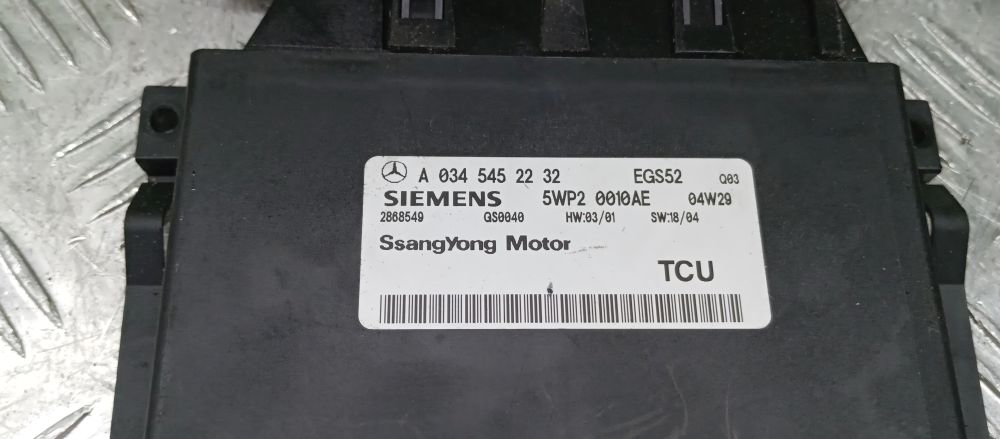 A 034 545 22 32 EGS52 Q03
SIEMENS 5WP2 0010AE 04W29
2868549 QS0040 HW:03/01 SW:18/04
SsangYong Motor
TCU